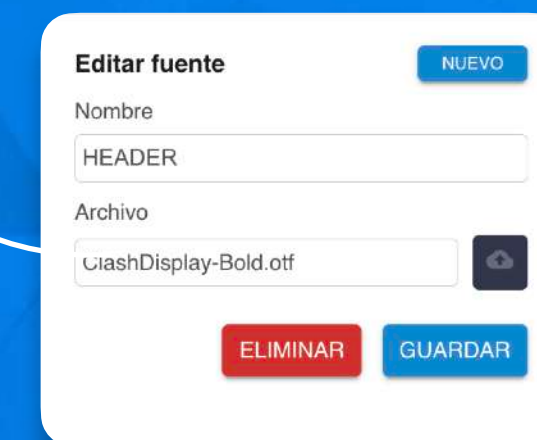 Editar fuente
NUEVO
Nombre
HEADER
Archivo
ClashDisplay-Bold.otf
ELIMINAR
GUARDAR